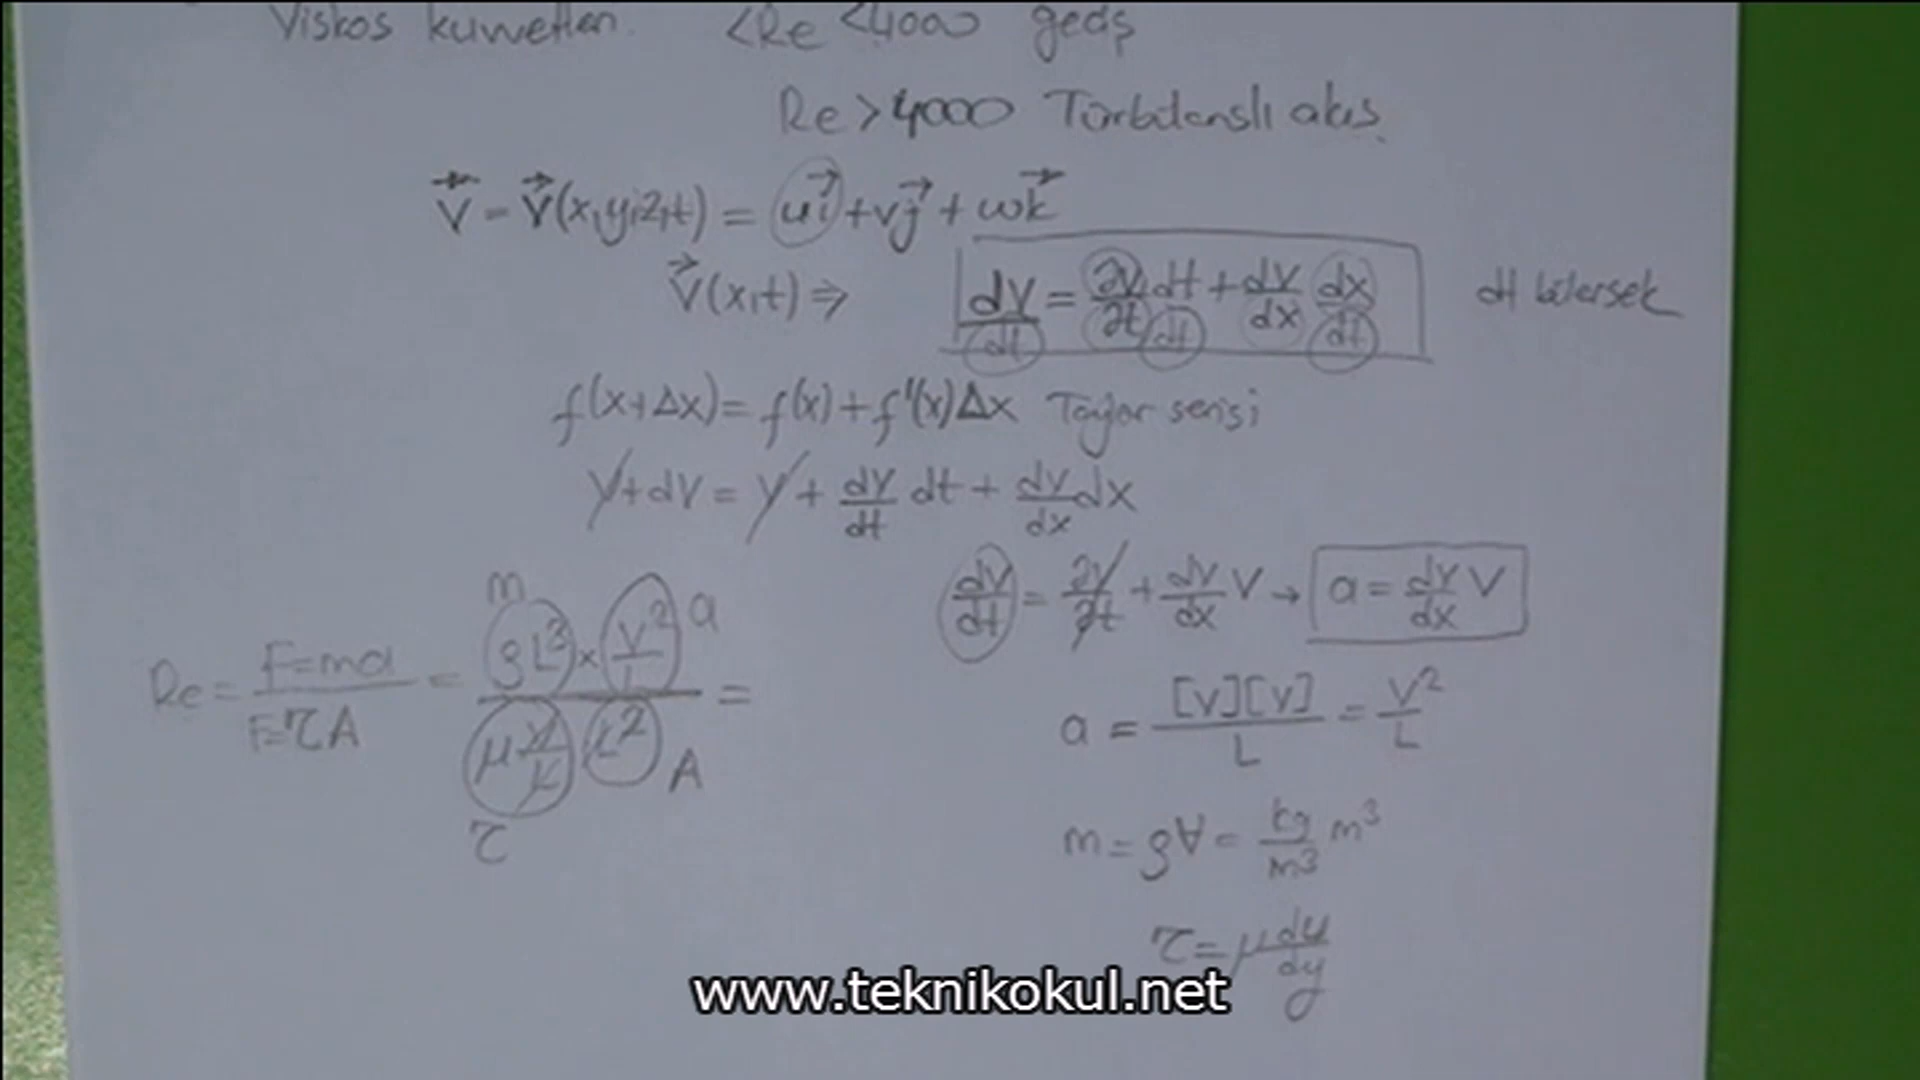 Viskos kuvvetler. <Re <4000 geçiş
Re > 4000 Türbülanslı akış.
V⃗ = V⃗(x,y,z,t) = ui⃗ + vj⃗ + wk⃗
V⃗(x,t) ⇒ dV/dt = ∂V/∂t dt/dt + dV/dx dx/dt dt bölersek
f(x+Δx) = f(x) + f'(x)Δx Taylor serisi
V + dV = V + dV/dt dt + dV/dx dx
dV/dt = ∂V/∂t + dV/dx V → a = dV/dx V
Re = F=ma / F=τA = m ρL³ x V²/L a / μ V/L L² A τ =
a = [V][V]/L = V²/L
m = ρV = kg/m³ m³
τ = μ du/dy
www.teknikokul.net